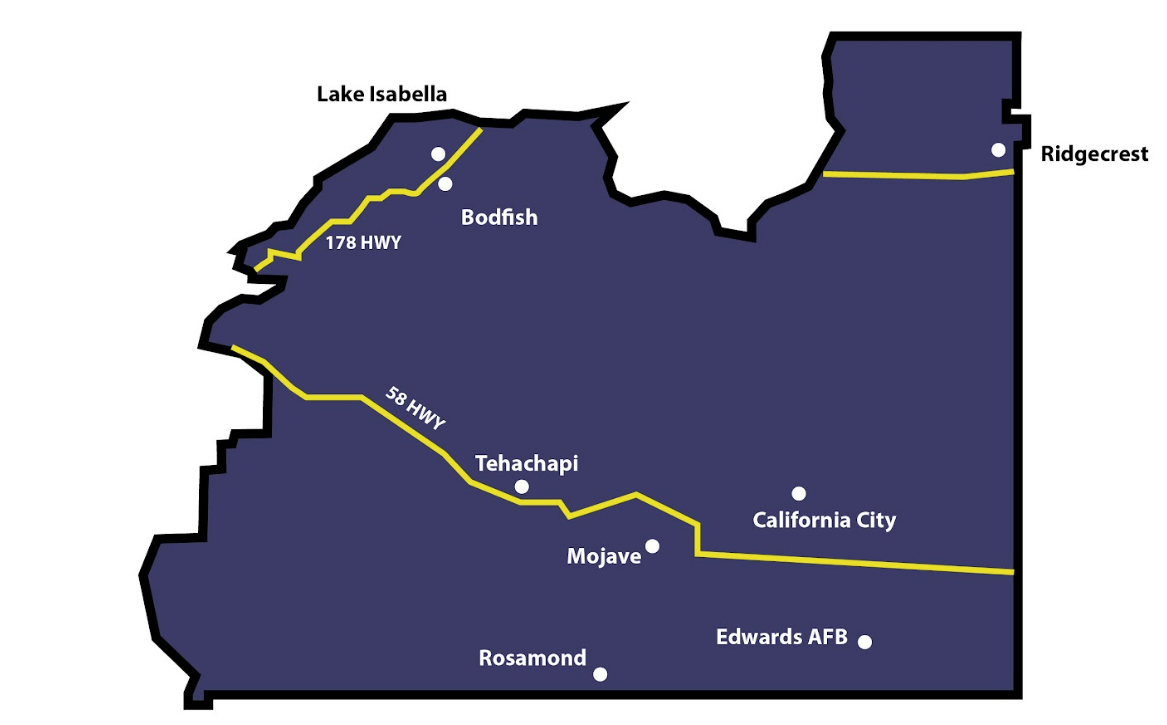 Lake Isabella
Ridgecrest
Bodfish
178 HWY
58 HWY
Tehachapi
California City
Mojave
Edwards AFB
Rosamond